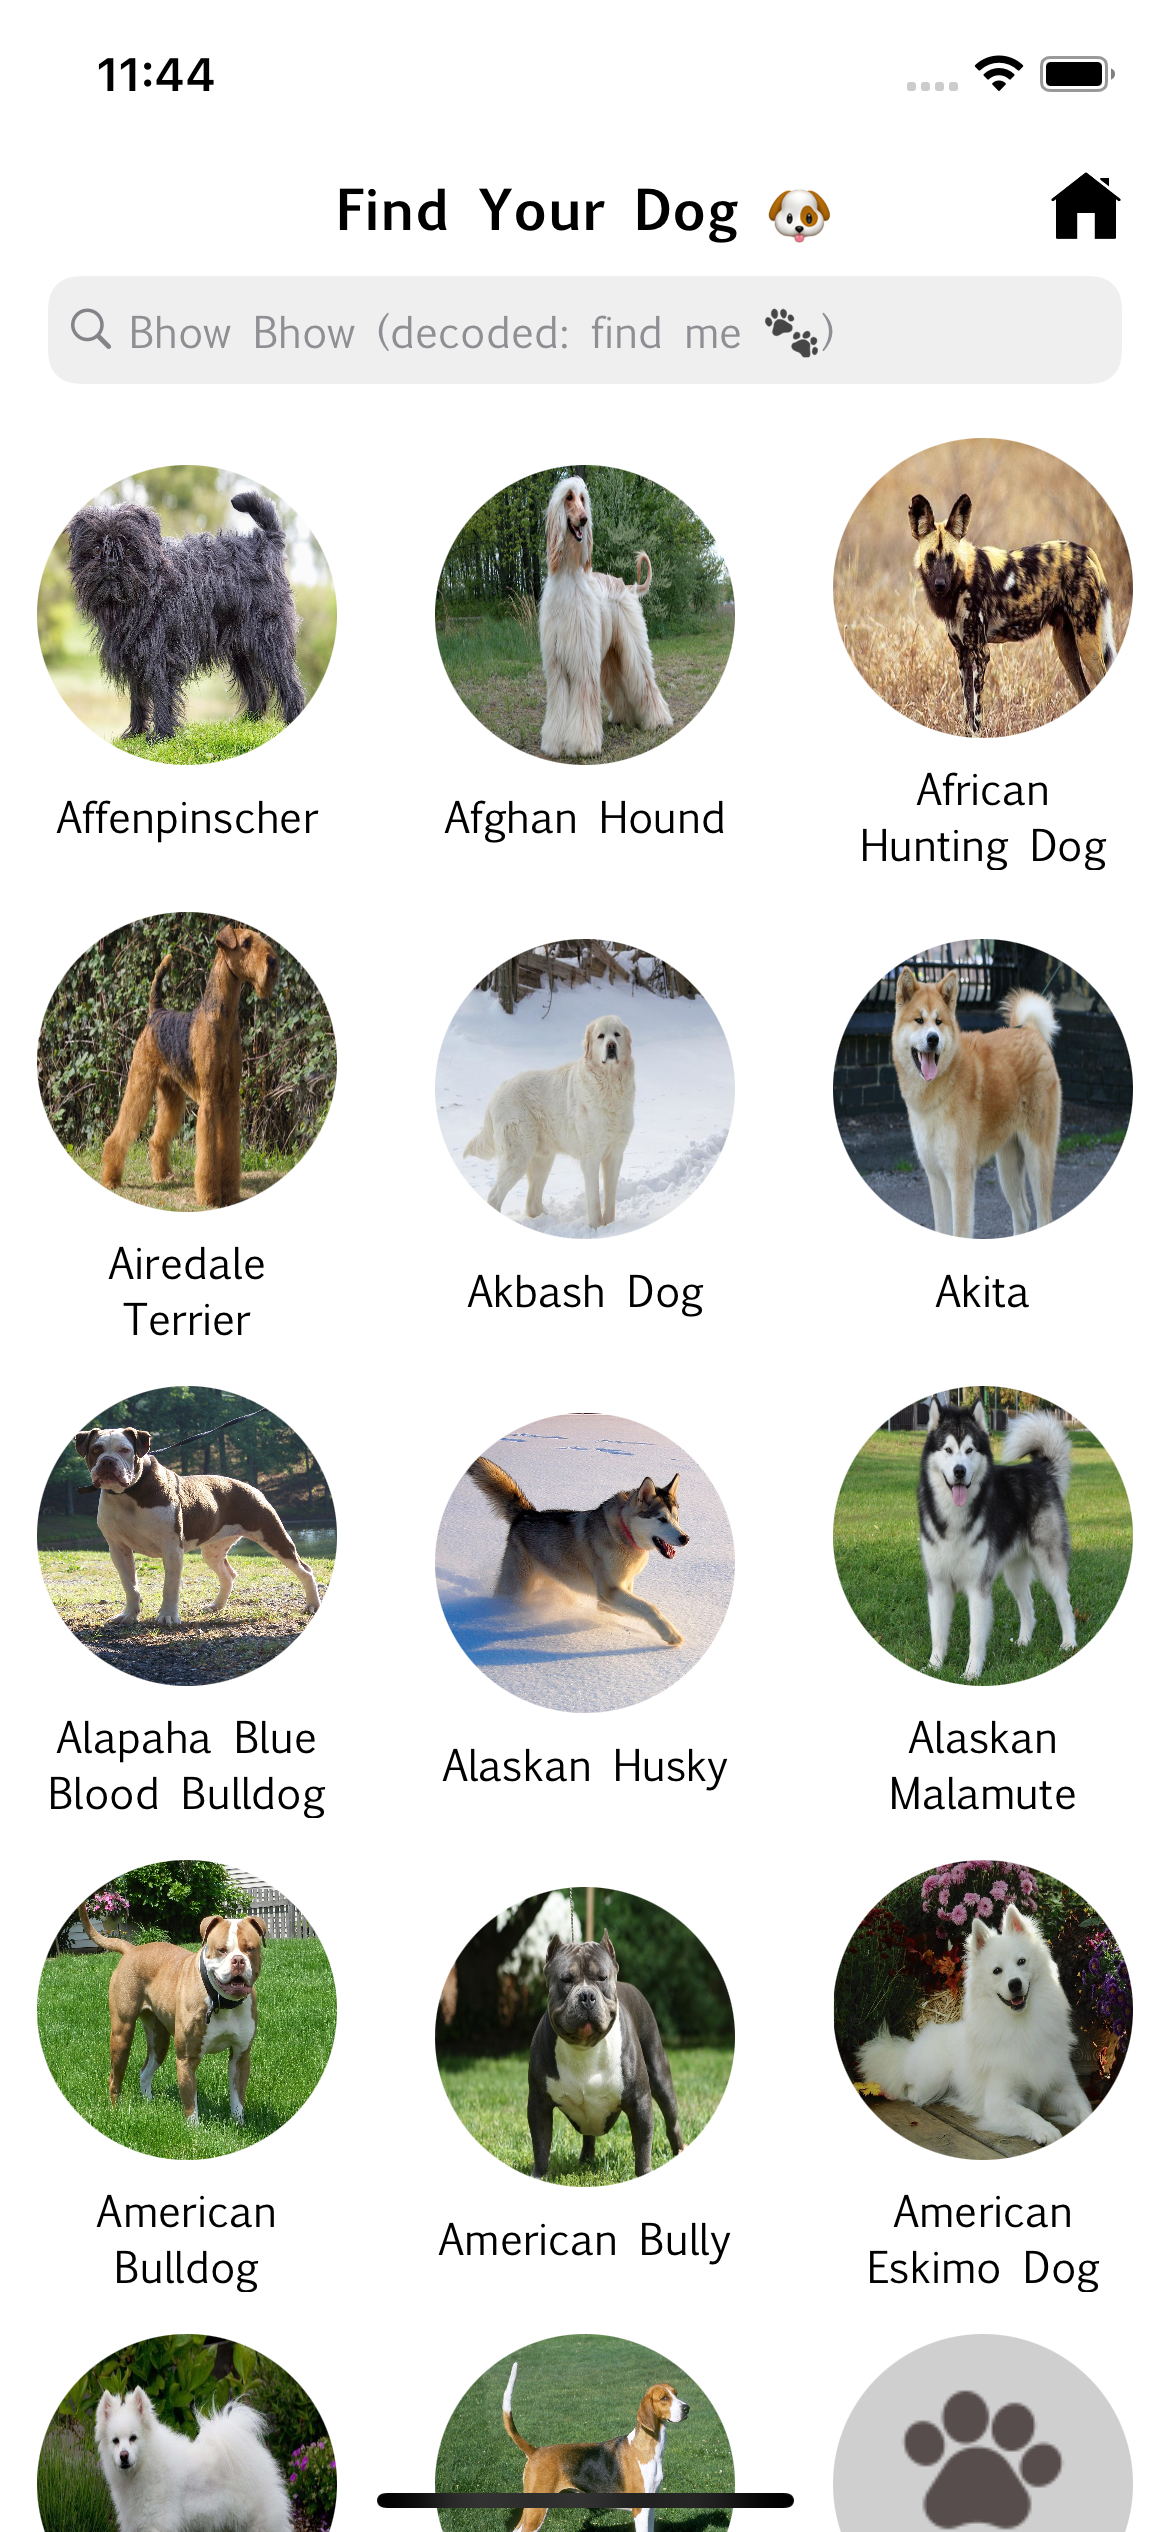 11:44
Find Your Dog 🐶
Bhow Bhow (decoded: find me 🐾)
Affenpinscher
Afghan Hound
African
Hunting Dog
Airedale
Terrier
Akbash Dog
Akita
Alapaha Blue
Blood Bulldog
Alaskan Husky
Alaskan
Malamute
American
Bulldog
American Bully
American
Eskimo Dog